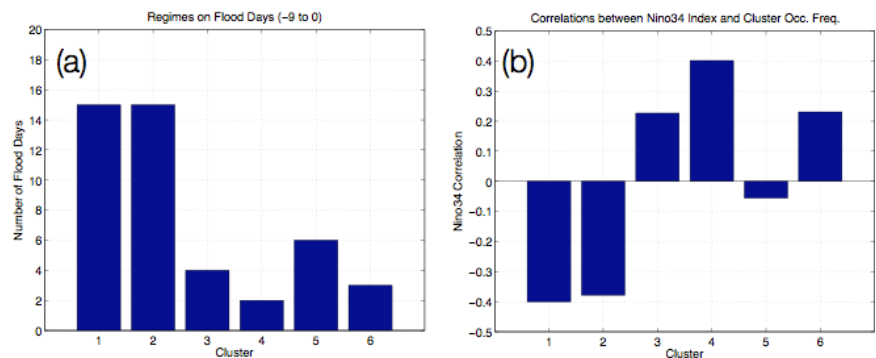 Regimes on Flood Days (−9 to 0)
(a)
Number of Flood Days
20
18
16
14
12
10
8
6
4
2
0
1 2 3 4 5 6
Cluster
Correlations between Nino34 Index and Cluster Occ. Freq.
(b)
Nino34 Correlation
0.5
0.4
0.3
0.2
0.1
0
−0.1
−0.2
−0.3
−0.4
−0.5
1 2 3 4 5 6
Cluster